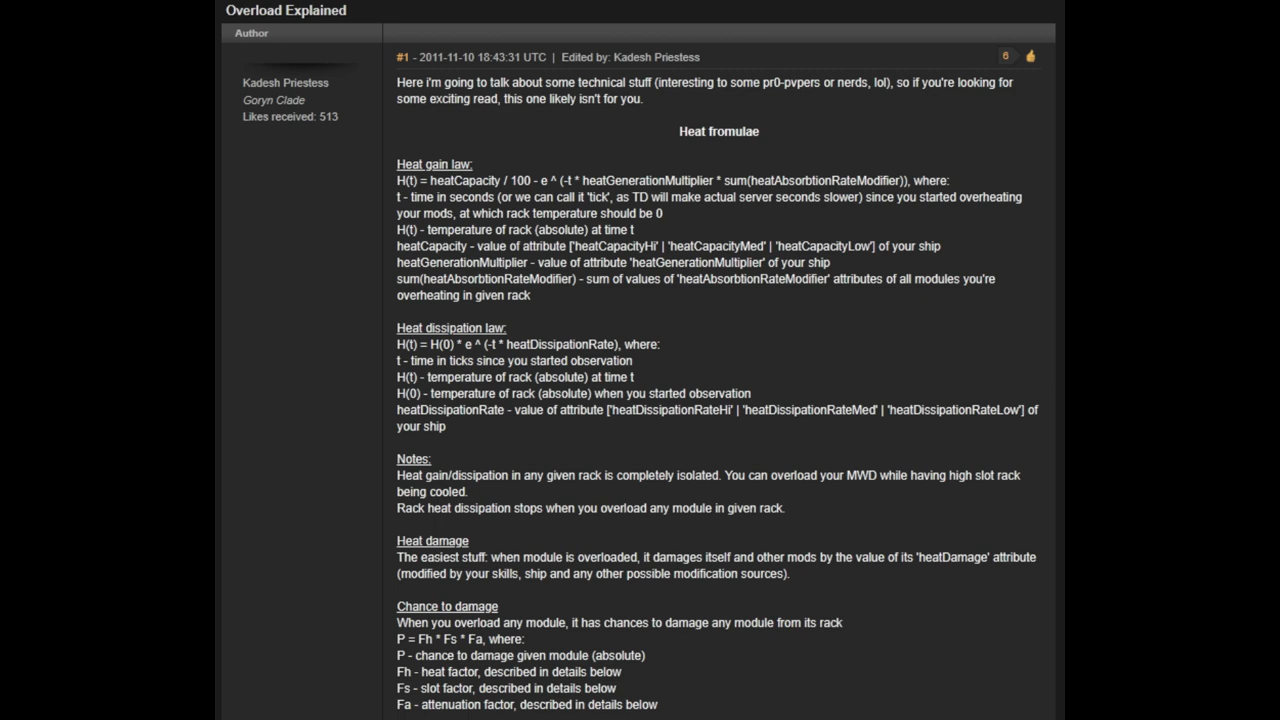 Overload Explained
Author
#1 - 2011-11-10 18:43:31 UTC | Edited by: Kadesh Priestess
6
Kadesh Priestess
Goryn Clade
Likes received: 513
Here i'm going to talk about some technical stuff (interesting to some pr0-pvpers or nerds, lol), so if you're looking for
some exciting read, this one likely isn't for you.
Heat fromulae
Heat gain law:
H(t) = heatCapacity / 100 - e ^ (-t * heatGenerationMultiplier * sum(heatAbsorbtionRateModifier)), where:
t - time in seconds (or we can call it 'tick', as TD will make actual server seconds slower) since you started overheating
your mods, at which rack temperature should be 0
H(t) - temperature of rack (absolute) at time t
heatCapacity - value of attribute ['heatCapacityHi' | 'heatCapacityMed' | 'heatCapacityLow'] of your ship
heatGenerationMultiplier - value of attribute 'heatGenerationMultiplier' of your ship
sum(heatAbsorbtionRateModifier) - sum of values of 'heatAbsorbtionRateModifier' attributes of all modules you're
overheating in given rack
Heat dissipation law:
H(t) = H(0) * e ^ (-t * heatDissipationRate), where:
t - time in ticks since you started observation
H(t) - temperature of rack (absolute) at time t
H(0) - temperature of rack (absolute) when you started observation
heatDissipationRate - value of attribute ['heatDissipationRateHi' | 'heatDissipationRateMed' | 'heatDissipationRateLow'] of
your ship
Notes:
Heat gain/dissipation in any given rack is completely isolated. You can overload your MWD while having high slot rack
being cooled.
Rack heat dissipation stops when you overload any module in given rack.
Heat damage
The easiest stuff: when module is overloaded, it damages itself and other mods by the value of its 'heatDamage' attribute
(modified by your skills, ship and any other possible modification sources).
Chance to damage
When you overload any module, it has chances to damage any module from its rack
P = Fh * Fs * Fa, where:
P - chance to damage given module (absolute)
Fh - heat factor, described in details below
Fs - slot factor, described in details below
Fa - attenuation factor, described in details below